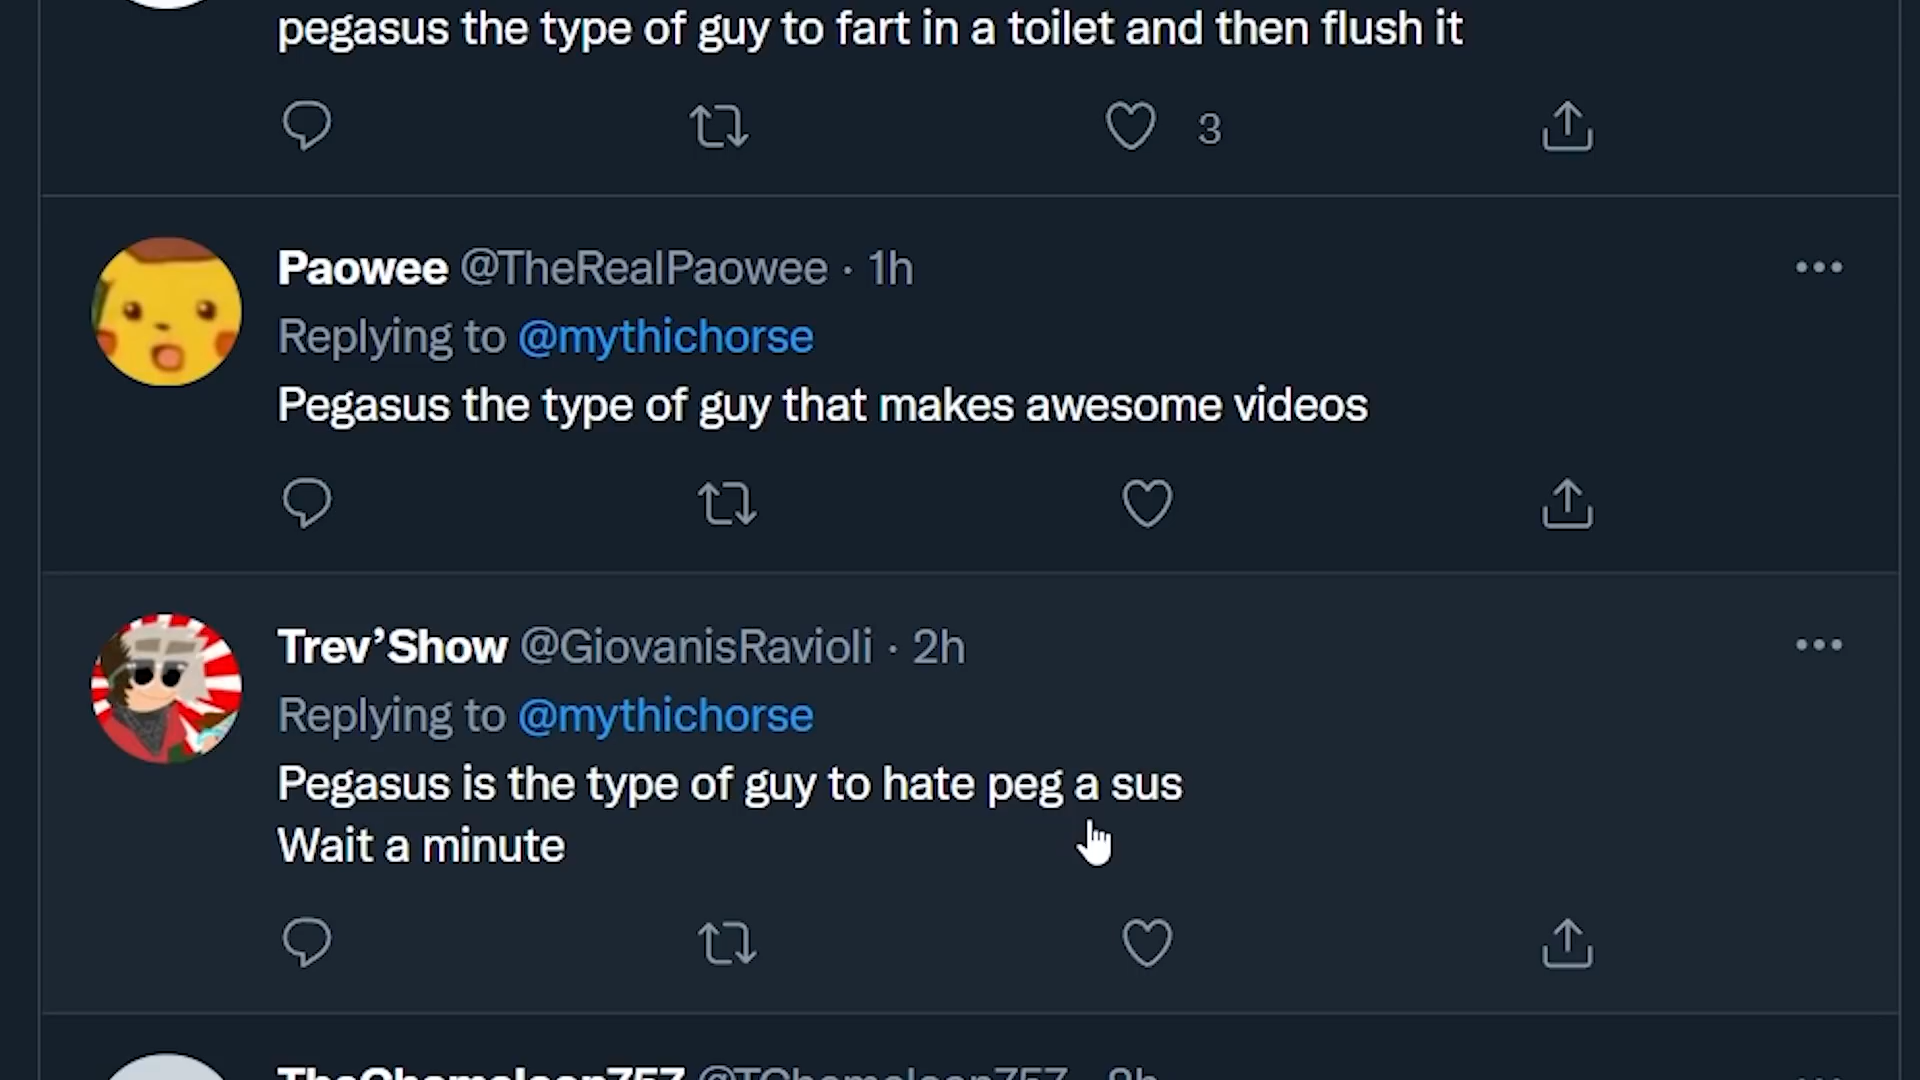 pegasus the type of guy to fart in a toilet and then flush it
3
Paowee @TheRealPaowee · 1h
Replying to @mythichorse
Pegasus the type of guy that makes awesome videos
Trev’Show @GiovanisRavioli · 2h
Replying to @mythichorse
Pegasus is the type of guy to hate peg a sus
Wait a minute
TheChameleon757 @TChameleon757